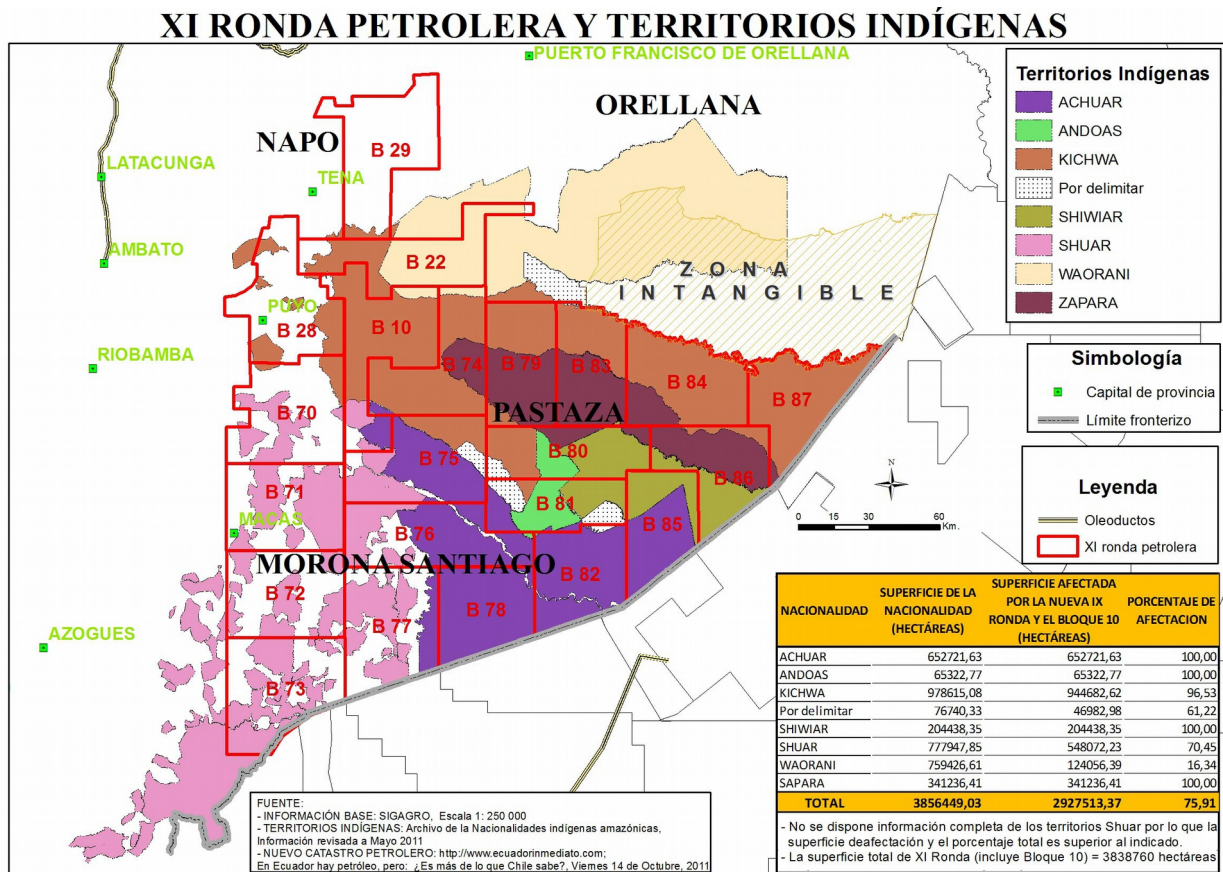 XI RONDA PETROLERA Y TERRITORIOS INDÍGENAS
PUERTO FRANCISCO DE ORELLANA
ORELLANA
NAPO
B 29
LATACUNGA
TENA
AMBATO
B 22
ZONA
INTANGIBLE
PUYO
B 28
B 10
RIOBAMBA
B 74
B 79
B 83
B 84
B 87
B 70
PASTAZA
B 75
B 80
B 86
B 71
B 81
MACAS
B 76
B 85
MORONA SANTIAGO
B 72
B 82
B 78
B 77
AZOGUES
B 73
Territorios Indígenas
ACHUAR
ANDOAS
KICHWA
Por delimitar
SHIWIAR
SHUAR
WAORANI
ZAPARA
Simbología
Capital de provincia
Límite fronterizo
N
0 15 30 60
Km.
Leyenda
Oleoductos
XI ronda petrolera
NACIONALIDAD SUPERFICIE DE LA NACIONALIDAD (HECTÁREAS) SUPERFICIE AFECTADA POR LA NUEVA IX RONDA Y EL BLOQUE 10 (HECTÁREAS) PORCENTAJE DE AFECTACION
ACHUAR 652721,63 652721,63 100,00
ANDOAS 65322,77 65322,77 100,00
KICHWA 978615,08 944682,62 96,53
Por delimitar 76740,33 46982,98 61,22
SHIWIAR 204438,35 204438,35 100,00
SHUAR 777947,85 548072,23 70,45
WAORANI 759426,61 124056,39 16,34
SAPARA 341236,41 341236,41 100,00
TOTAL 3856449,03 2927513,37 75,91
- No se dispone información completa de los territorios Shuar por lo que la
superficie deafectación y el porcentaje total es superior al indicado.
- La superficie total de XI Ronda (incluye Bloque 10) = 3838760 hectáreas
FUENTE:
- INFORMACIÓN BASE: SIGAGRO, Escala 1: 250 000
- TERRITORIOS INDÍGENAS: Archivo de la Nacionalidades indígenas amazónicas,
Información revisada a Mayo 2011
- NUEVO CATASTRO PETROLERO: http://www.ecuadorinmediato.com;
En Ecuador hay petróleo, pero: ¿Es más de lo que Chile sabe?, Viernes 14 de Octubre, 2011